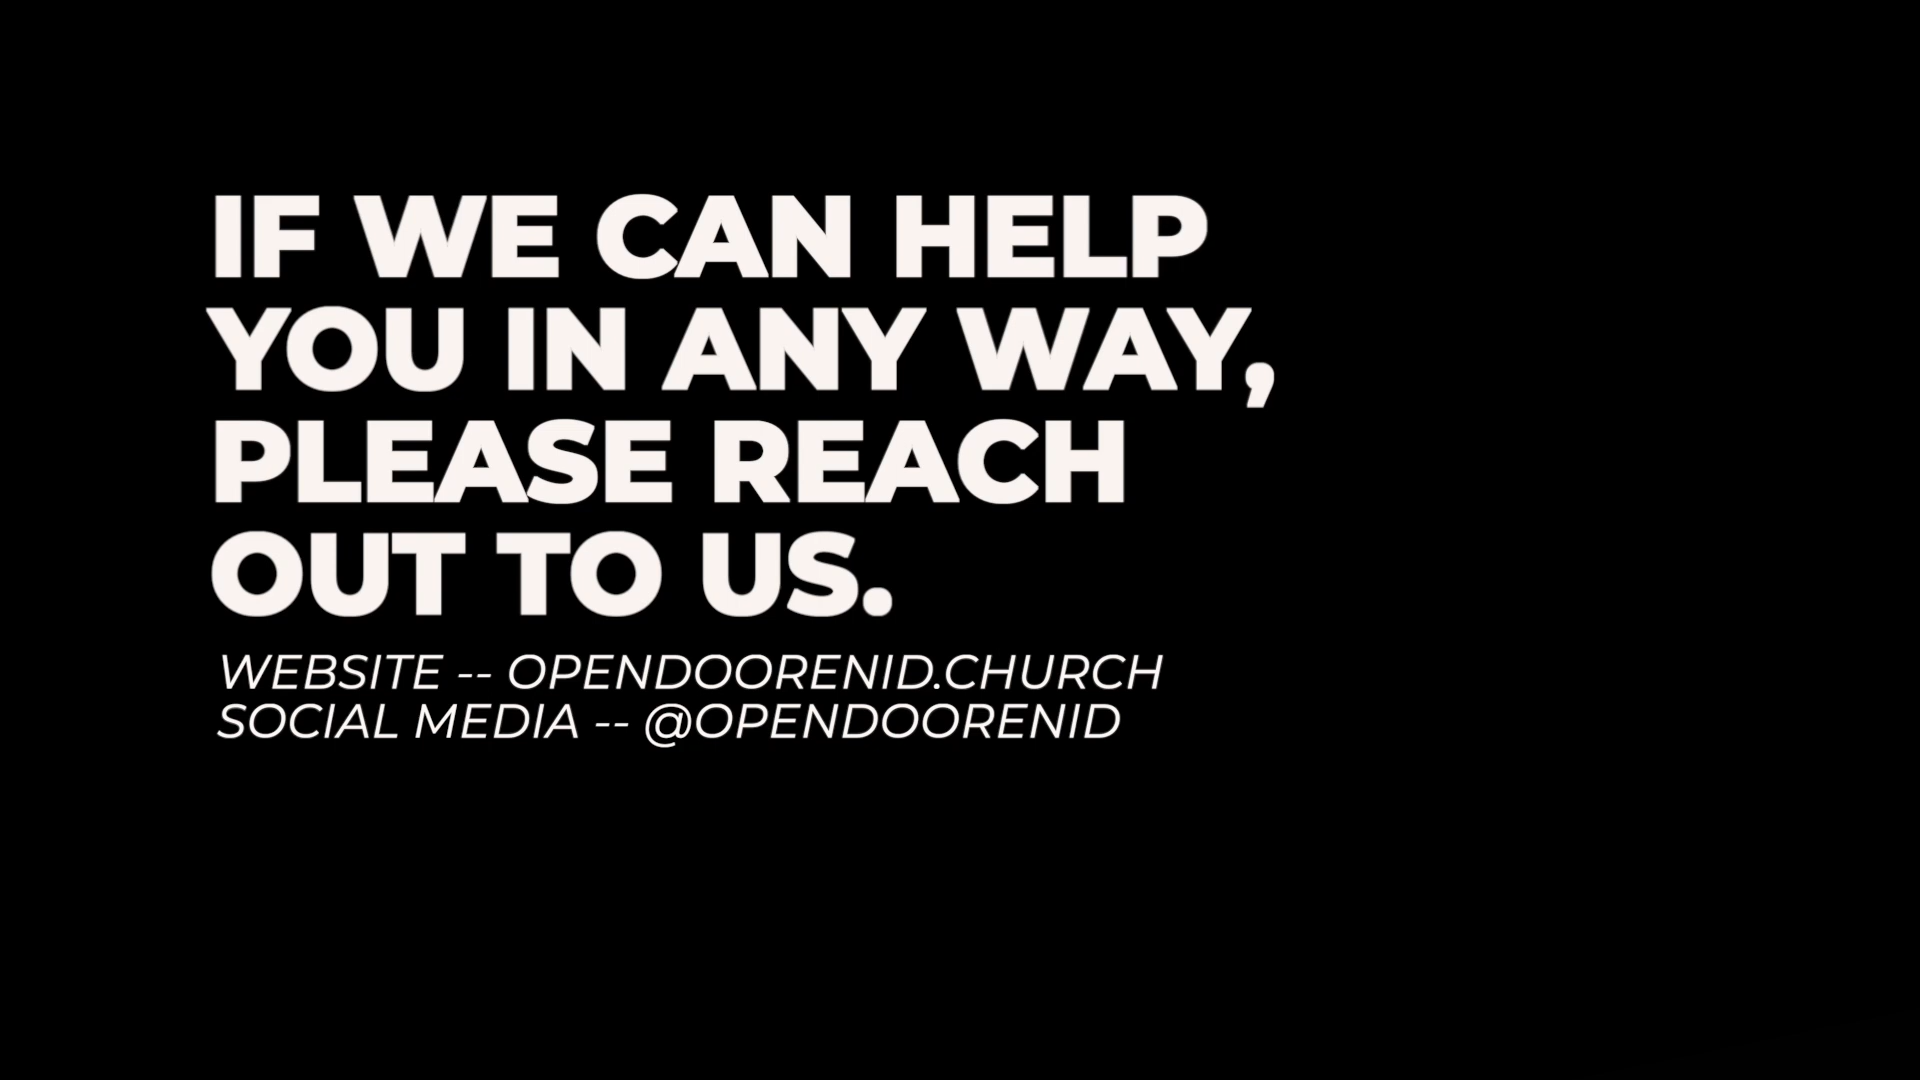 IF WE CAN HELP
YOU IN ANY WAY,
PLEASE REACH
OUT TO US.
WEBSITE -- OPENDOORENID.CHURCH
SOCIAL MEDIA -- @OPENDOORENID